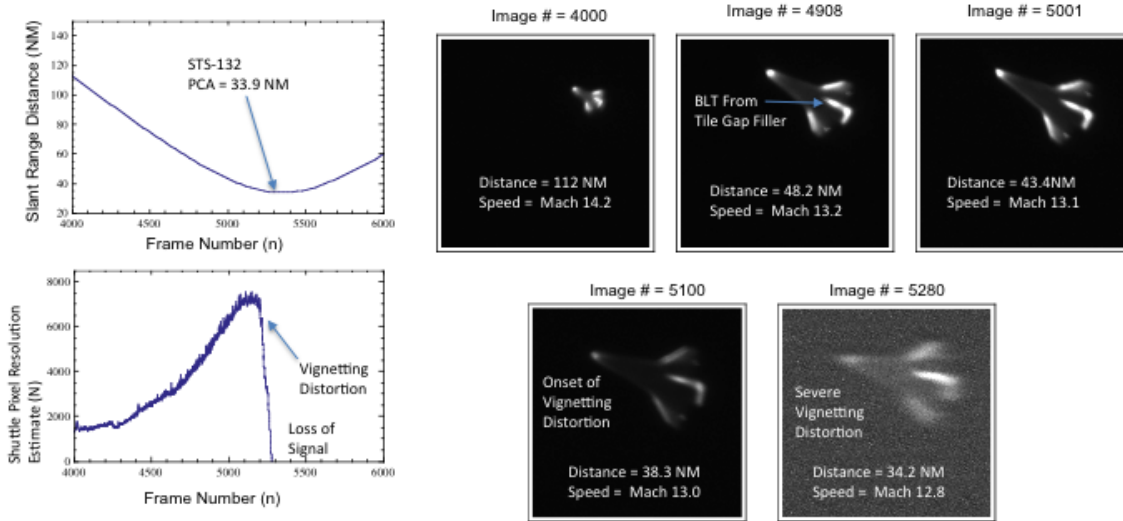 150
140
120
100
80
60
40
20
4000
4500
5000
5500
6000
Slant Range Distance (NM)
Frame Number (n)
STS-132
PCA = 33.9 NM
8000
6000
4000
2000
0
4000
4500
5000
5500
6000
Shuttle Pixel Resolution
Estimate (N)
Frame Number (n)
Vignetting
Distortion
Loss of
Signal
Image # = 4000
Distance = 112 NM
Speed = Mach 14.2
Image # = 4908
BLT From
Tile Gap Filler
Distance = 48.2 NM
Speed = Mach 13.2
Image # = 5001
Distance = 43.4NM
Speed = Mach 13.1
Image # = 5100
Onset of
Vignetting
Distortion
Distance = 38.3 NM
Speed = Mach 13.0
Image # = 5280
Severe
Vignetting
Distortion
Distance = 34.2 NM
Speed = Mach 12.8